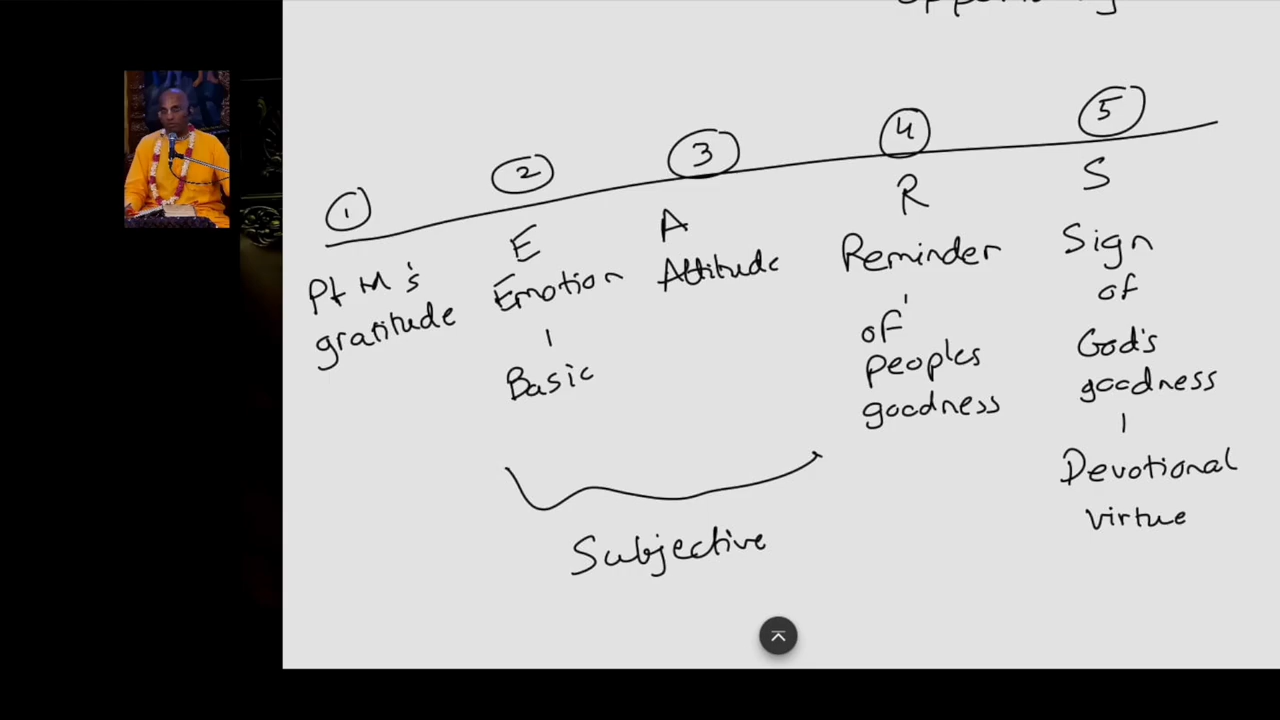 ① ② ③ ④ ⑤
Pt M's
gratitude
E
Emotion
Basic
A
Attitude
R
Reminder
of
peoples
goodness
S
Sign
of
God's
goodness
Devotional
virtue
Subjective